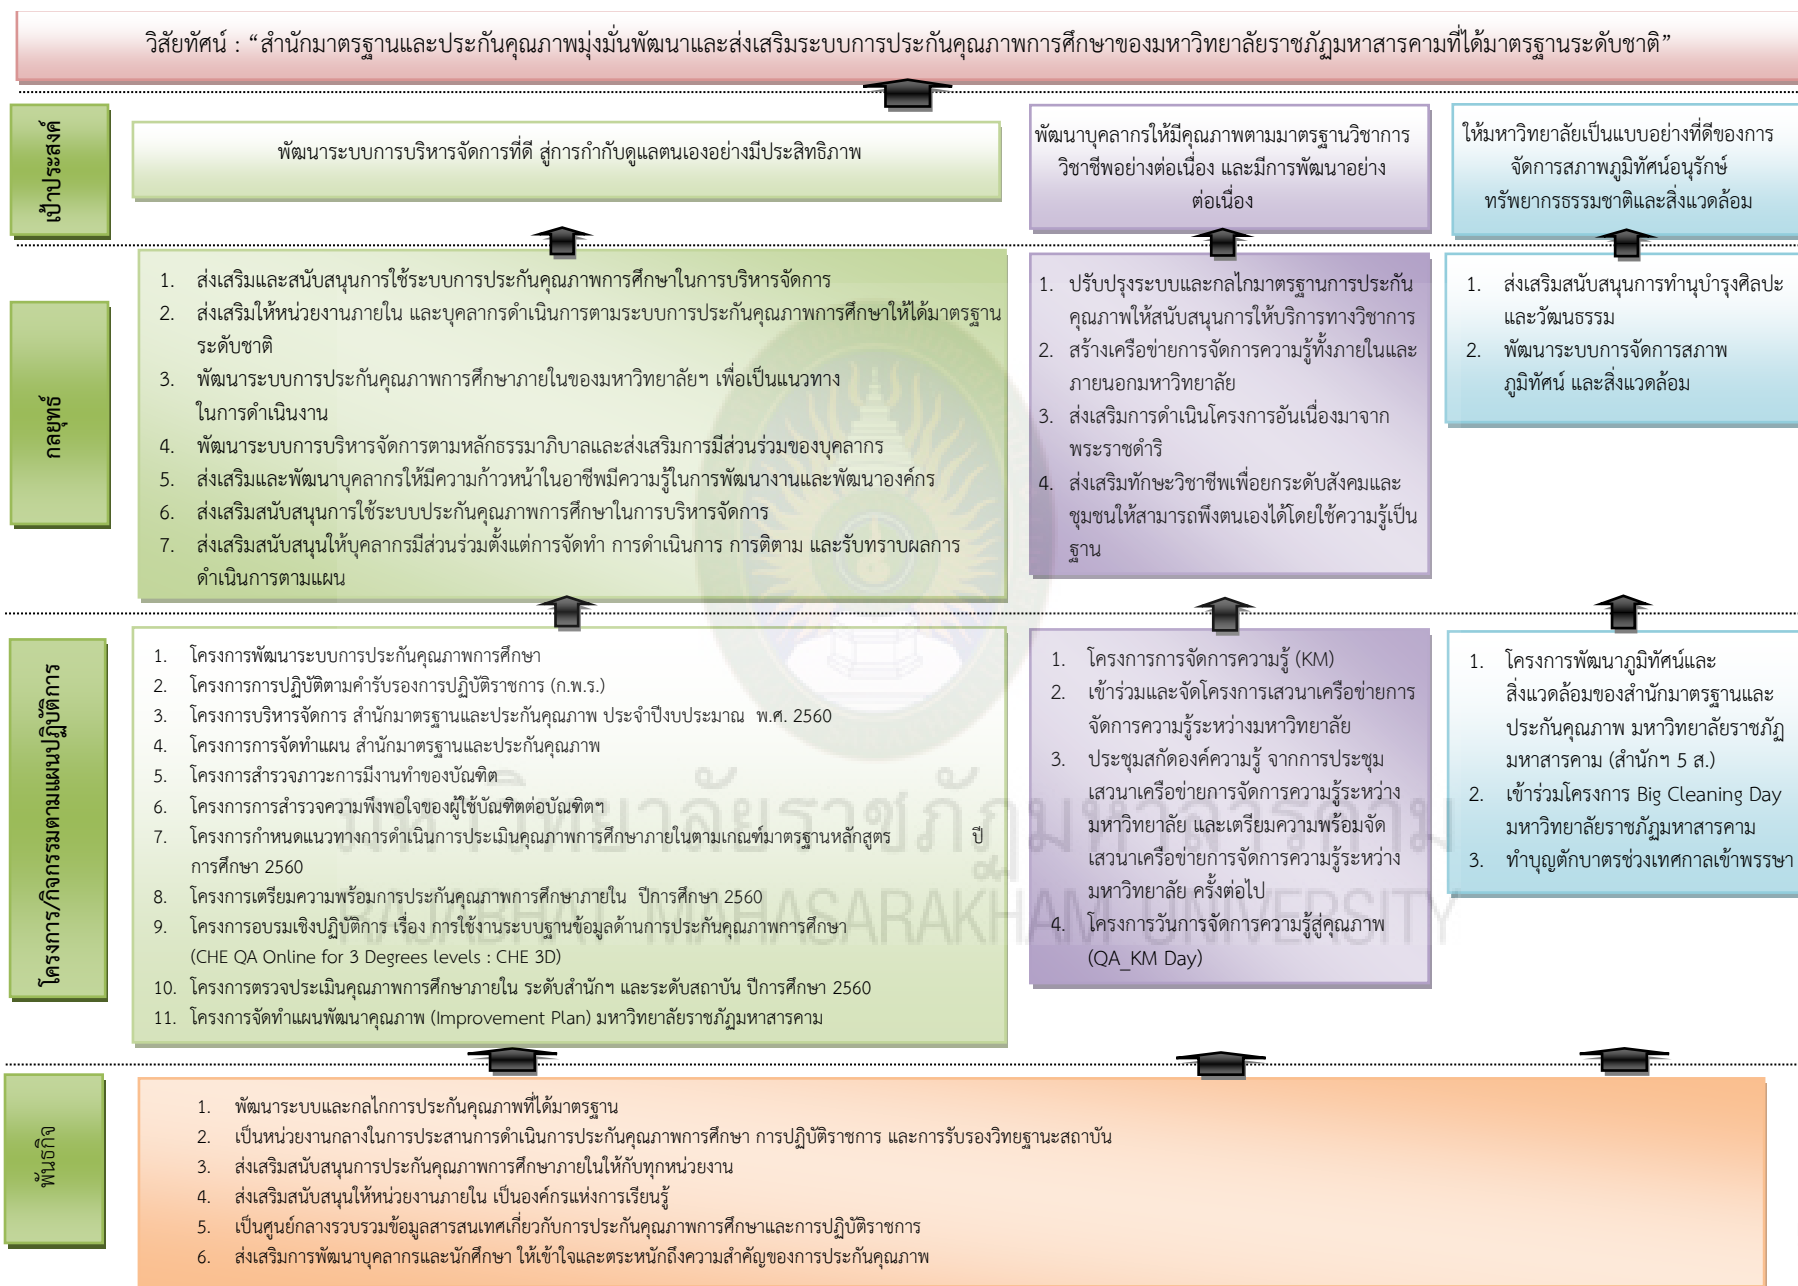 วิสัยทัศน์ : “สำนักมาตรฐานและประกันคุณภาพมุ่งมั่นพัฒนาและส่งเสริมระบบการประกันคุณภาพการศึกษาของมหาวิทยาลัยราชภัฏมหาสารคามที่ได้มาตรฐานระดับชาติ”
เป้าประสงค์
พัฒนาระบบการบริหารจัดการที่ดี สู่การกำกับดูแลตนเองอย่างมีประสิทธิภาพ
พัฒนาบุคลากรให้มีคุณภาพตามมาตรฐานวิชาการ
วิชาชีพอย่างต่อเนื่อง และมีการพัฒนาอย่าง
ต่อเนื่อง
ให้มหาวิทยาลัยเป็นแบบอย่างที่ดีของการ
จัดการสภาพภูมิทัศน์อนุรักษ์
ทรัพยากรธรรมชาติและสิ่งแวดล้อม
กลยุทธ์
1. ส่งเสริมและสนับสนุนการใช้ระบบการประกันคุณภาพการศึกษาในการบริหารจัดการ
2. ส่งเสริมให้หน่วยงานภายใน และบุคลากรดำเนินการตามระบบการประกันคุณภาพการศึกษาให้ได้มาตรฐาน
ระดับชาติ
3. พัฒนาระบบการประกันคุณภาพการศึกษาภายในของมหาวิทยาลัยฯ เพื่อเป็นแนวทาง
ในการดำเนินงาน
4. พัฒนาระบบการบริหารจัดการตามหลักธรรมาภิบาลและส่งเสริมการมีส่วนร่วมของบุคลากร
5. ส่งเสริมและพัฒนาบุคลากรให้มีความก้าวหน้าในอาชีพมีความรู้ในการพัฒนางานและพัฒนาองค์กร
6. ส่งเสริมสนับสนุนการใช้ระบบประกันคุณภาพการศึกษาในการบริหารจัดการ
7. ส่งเสริมสนับสนุนให้บุคลากรมีส่วนร่วมตั้งแต่การจัดทำ การดำเนินการ การติตาม และรับทราบผลการ
ดำเนินการตามแผน
1. ปรับปรุงระบบและกลไกมาตรฐานการประกัน
คุณภาพให้สนับสนุนการให้บริการทางวิชาการ
2. สร้างเครือข่ายการจัดการความรู้ทั้งภายในและ
ภายนอกมหาวิทยาลัย
3. ส่งเสริมการดำเนินโครงการอันเนื่องมาจาก
พระราชดำริ
4. ส่งเสริมทักษะวิชาชีพเพื่อยกระดับสังคมและ
ชุมชนให้สามารถพึงตนเองได้โดยใช้ความรู้เป็น
ฐาน
1. ส่งเสริมสนับสนุนการทำนุบำรุงศิลปะ
และวัฒนธรรม
2. พัฒนาระบบการจัดการสภาพ
ภูมิทัศน์ และสิ่งแวดล้อม
โครงการ/กิจกรรมตามแผนปฏิบัติการ
1. โครงการพัฒนาระบบการประกันคุณภาพการศึกษา
2. โครงการการปฏิบัติตามคำรับรองการปฏิบัติราชการ (ก.พ.ร.)
3. โครงการบริหารจัดการ สำนักมาตรฐานและประกันคุณภาพ ประจำปีงบประมาณ พ.ศ. 2560
4. โครงการการจัดทำแผน สำนักมาตรฐานและประกันคุณภาพ
5. โครงการสำรวจภาวะการมีงานทำของบัณฑิต
6. โครงการการสำรวจความพึงพอใจของผู้ใช้บัณฑิตต่อบัณฑิตฯ
7. โครงการกำหนดแนวทางการดำเนินการประเมินคุณภาพการศึกษาภายในตามเกณฑ์มาตรฐานหลักสูตร ปี
การศึกษา 2560
8. โครงการเตรียมความพร้อมการประกันคุณภาพการศึกษาภายใน ปีการศึกษา 2560
9. โครงการอบรมเชิงปฏิบัติการ เรื่อง การใช้งานระบบฐานข้อมูลด้านการประกันคุณภาพการศึกษา
(CHE QA Online for 3 Degrees levels : CHE 3D)
10. โครงการตรวจประเมินคุณภาพการศึกษาภายใน ระดับสำนักฯ และระดับสถาบัน ปีการศึกษา 2560
11. โครงการจัดทำแผนพัฒนาคุณภาพ (Improvement Plan) มหาวิทยาลัยราชภัฏมหาสารคาม
1. โครงการการจัดการความรู้ (KM)
2. เข้าร่วมและจัดโครงการเสวนาเครือข่ายการ
จัดการความรู้ระหว่างมหาวิทยาลัย
3. ประชุมสกัดองค์ความรู้ จากการประชุม
เสวนาเครือข่ายการจัดการความรู้ระหว่าง
มหาวิทยาลัย และเตรียมความพร้อมจัด
เสวนาเครือข่ายการจัดการความรู้ระหว่าง
มหาวิทยาลัย ครั้งต่อไป
4. โครงการวันการจัดการความรู้สู่คุณภาพ
(QA_KM Day)
1. โครงการพัฒนาภูมิทัศน์และ
สิ่งแวดล้อมของสำนักมาตรฐานและ
ประกันคุณภาพ มหาวิทยาลัยราชภัฏ
มหาสารคาม (สำนักฯ 5 ส.)
2. เข้าร่วมโครงการ Big Cleaning Day
มหาวิทยาลัยราชภัฏมหาสารคาม
3. ทำบุญตักบาตรช่วงเทศกาลเข้าพรรษา
มหาวิทยาลัยราชภัฏมหาสารคาม
RAJABHAT MAHASARAKHAM UNIVERSITY
พันธกิจ
1. พัฒนาระบบและกลไกการประกันคุณภาพที่ได้มาตรฐาน
2. เป็นหน่วยงานกลางในการประสานการดำเนินการประกันคุณภาพการศึกษา การปฏิบัติราชการ และการรับรองวิทยฐานะสถาบัน
3. ส่งเสริมสนับสนุนการประกันคุณภาพการศึกษาภายในให้กับทุกหน่วยงาน
4. ส่งเสริมสนับสนุนให้หน่วยงานภายใน เป็นองค์กรแห่งการเรียนรู้
5. เป็นศูนย์กลางรวบรวมข้อมูลสารสนเทศเกี่ยวกับการประกันคุณภาพการศึกษาและการปฏิบัติราชการ
6. ส่งเสริมการพัฒนาบุคลากรและนักศึกษา ให้เข้าใจและตระหนักถึงความสำคัญของการประกันคุณภาพ